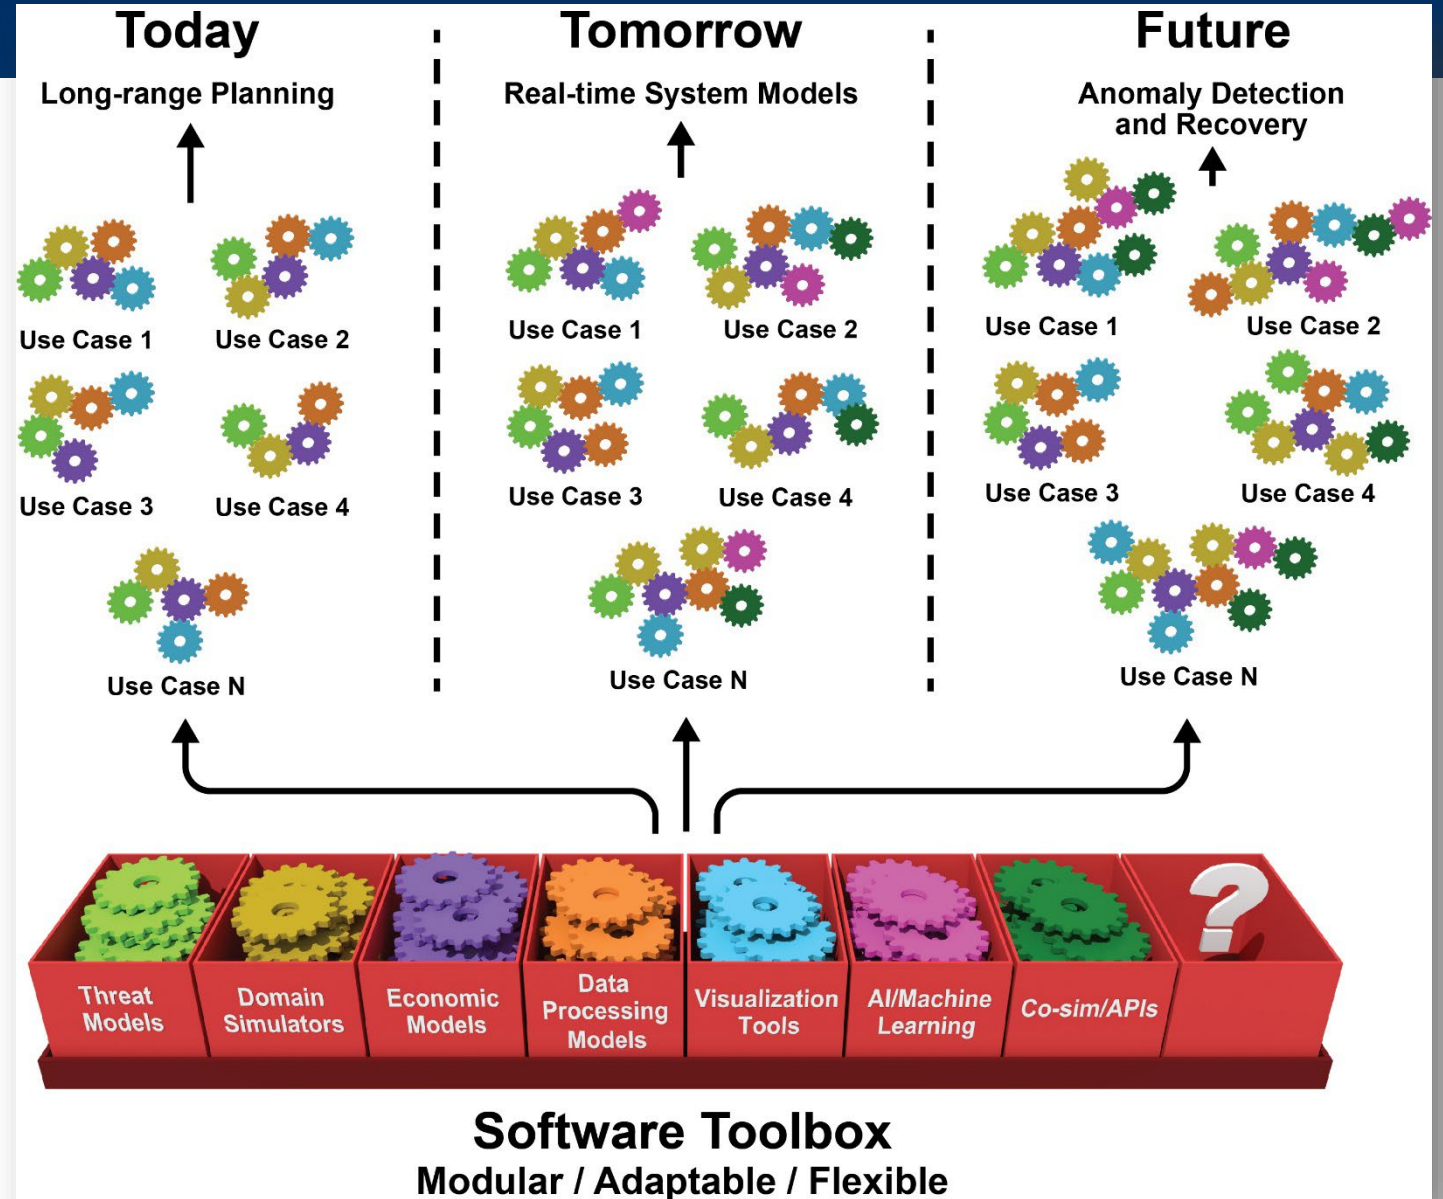 Today
Long-range Planning
Use Case 1
Use Case 2
Use Case 3
Use Case 4
Use Case N
Tomorrow
Real-time System Models
Use Case 1
Use Case 2
Use Case 3
Use Case 4
Use Case N
Future
Anomaly Detection
and Recovery
Use Case 1
Use Case 2
Use Case 3
Use Case 4
Use Case N
Threat
Models
Domain
Simulators
Economic
Models
Data
Processing
Models
Visualization
Tools
AI/Machine
Learning
Co-sim/APIs
?
Software Toolbox
Modular / Adaptable / Flexible